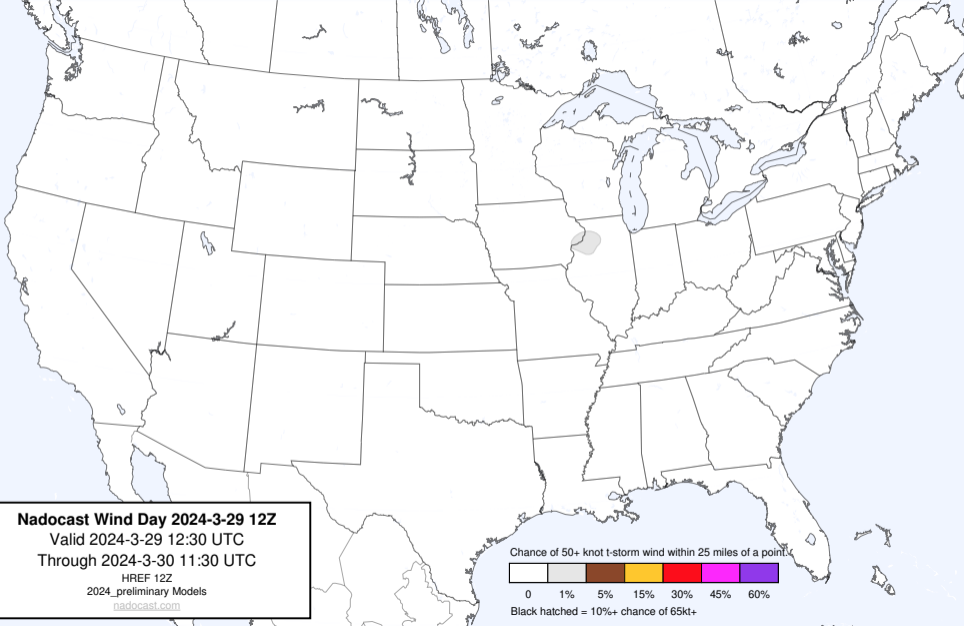 Nadocast Wind Day 2024-3-29 12Z
Valid 2024-3-29 12:30 UTC
Through 2024-3-30 11:30 UTC
HREF 12Z
2024_preliminary Models
nadocast.com
Chance of 50+ knot t-storm wind within 25 miles of a point.
0 1% 5% 15% 30% 45% 60%
Black hatched = 10%+ chance of 65kt+